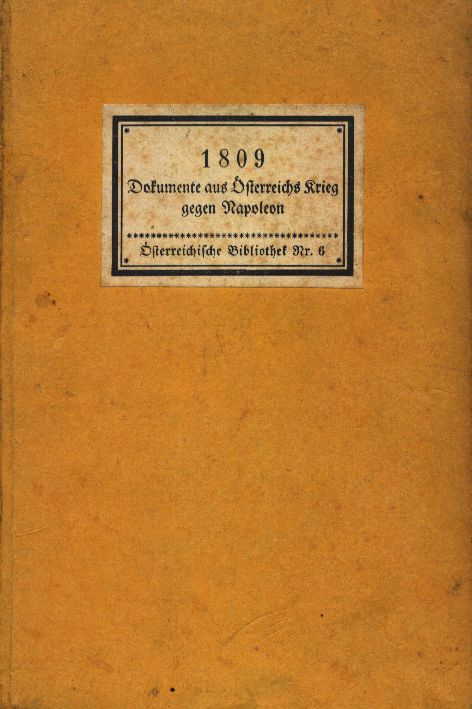 1809
Dokumente aus Österreichs Krieg
gegen Napoleon
Österreichische Bibliothek Nr. 6